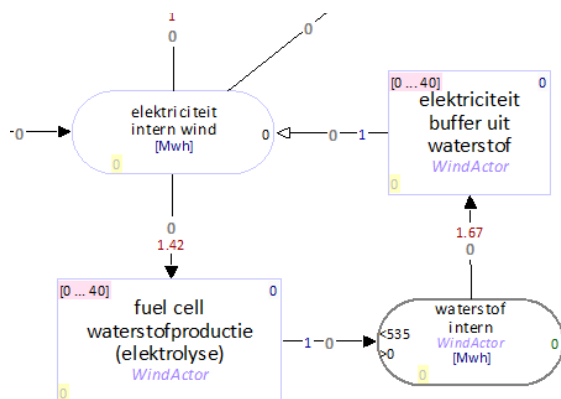 1
0
0
0
elektriciteit
intern wind
[Mwh]
0
0
0
1
[0 ... 40]
0
elektriciteit
buffer uit
waterstof
WindActor
0
0
1.42
1.67
0
[0 ... 40]
0
fuel cell
waterstofproductie
(elektrolyse)
WindActor
0
1
0
<535
>0
waterstof
intern
WindActor
[Mwh]
0
0